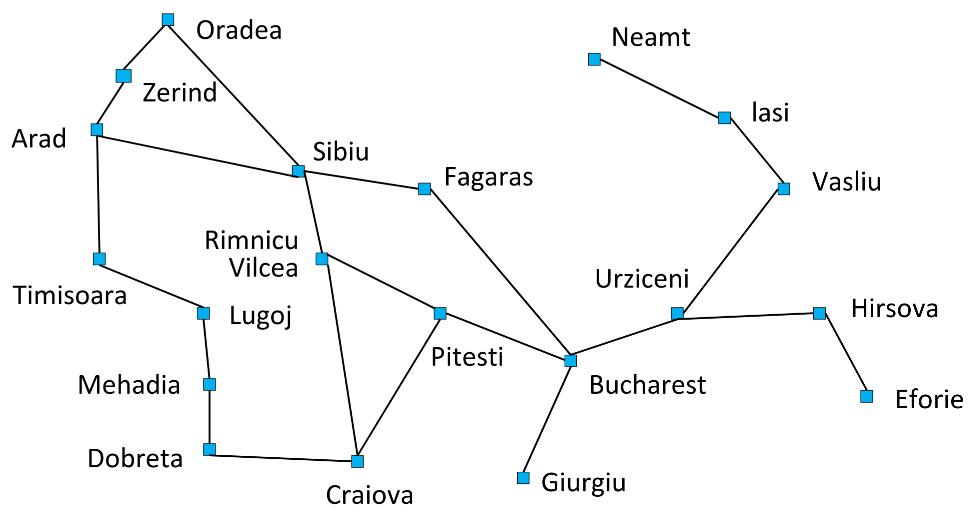 Oradea
Neamt
Zerind
Iasi
Arad
Sibiu
Fagaras
Vasliu
Rimnicu
Vilcea
Urziceni
Timisoara
Lugoj
Hirsova
Pitesti
Mehadia
Bucharest
Eforie
Dobreta
Giurgiu
Craiova